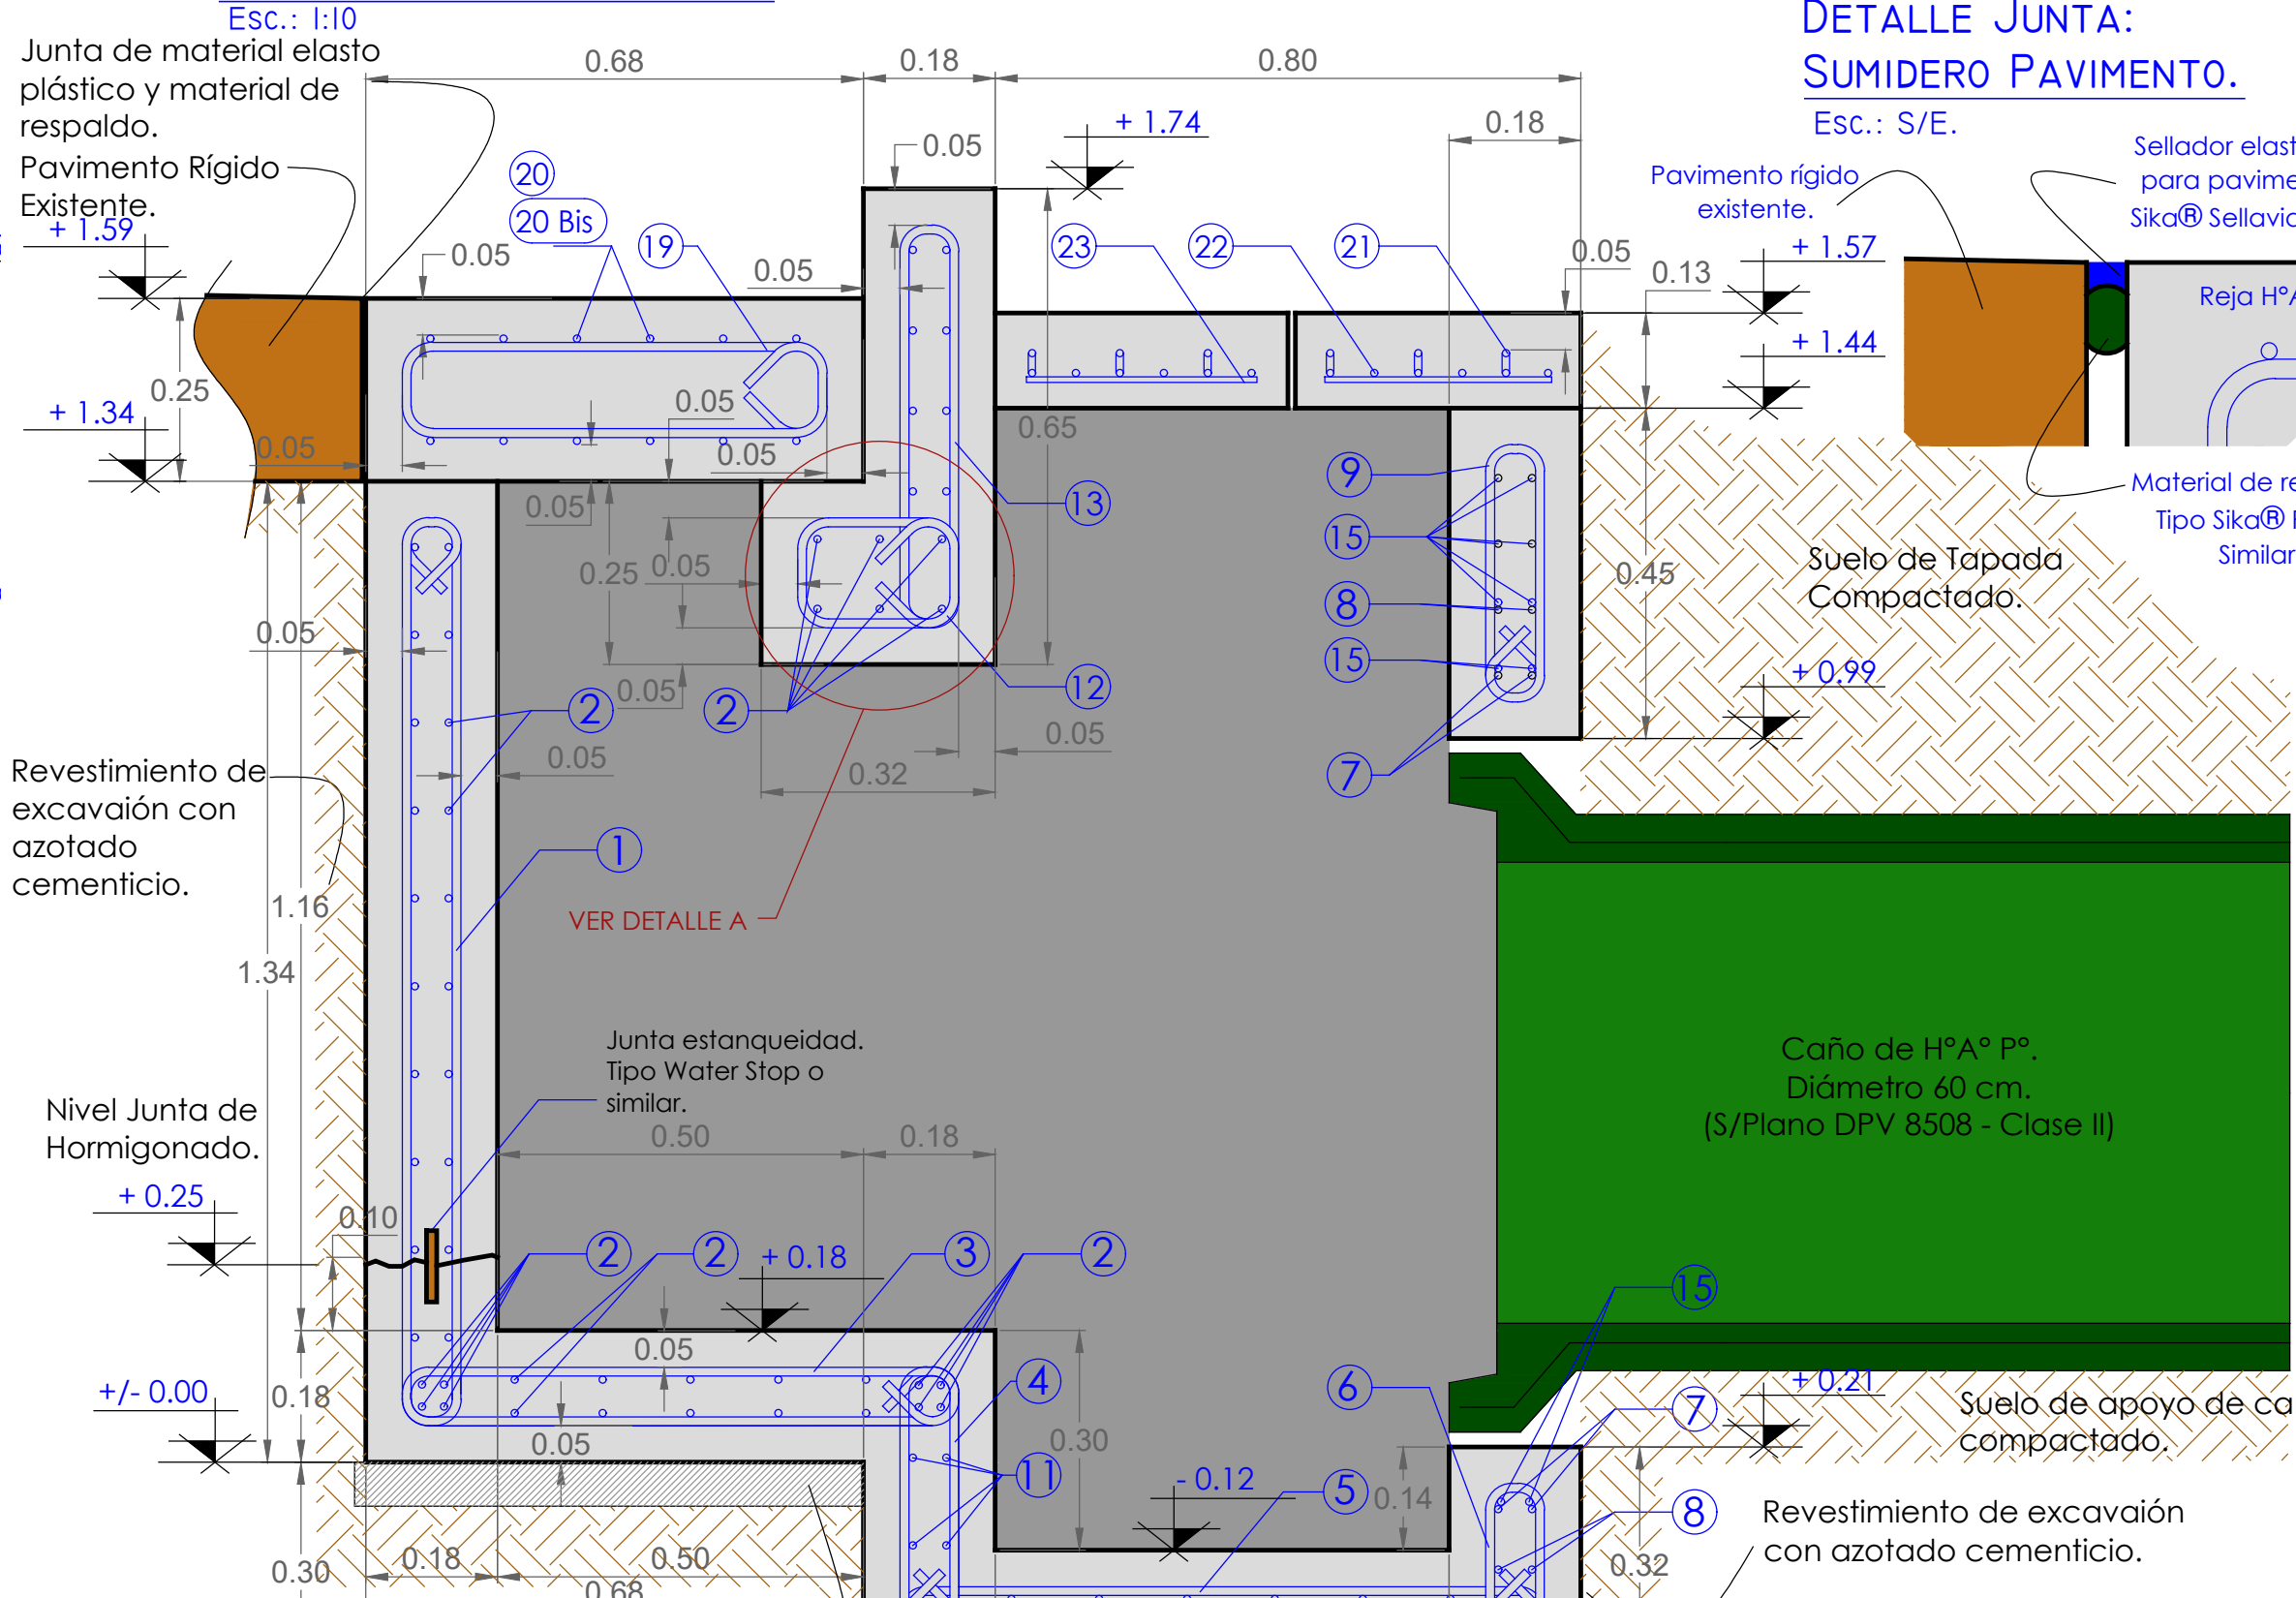 Esc.: 1:10
Junta de material elasto
plástico y material de
respaldo.
Pavimento Rígido
Existente.
0.68
0.18
0.80
DETALLE JUNTA:
SUMIDERO PAVIMENTO.
Esc.: S/E.
+ 1.74
0.05
0.18
Pavimento rígido
existente.
Sellador elast
para pavime
Sika® Sellavia
+ 1.59
20
20 Bis
19
0.05
0.05
23
22
21
0.05
0.13
+ 1.57
Reja HºA
+ 1.44
0.25
+ 1.34
0.05
0.05
0.05
0.65
0.05
13
9
15
8
15
7
0.45
Material de re
Tipo Sika®
Similar
Suelo de Tapada
Compactado.
0.25
0.05
0.05
0.05
2
2
12
+ 0.99
0.05
0.05
0.32
Revestimiento de
excavaión con
azotado
cementicio.
1
1.16
1.34
VER DETALLE A
Junta estanqueidad.
Tipo Water Stop o
similar.
Caño de HºAº Pº.
Diámetro 60 cm.
(S/Plano DPV 8508 - Clase II)
Nivel Junta de
Hormigonado.
0.50
0.18
+ 0.25
0.10
2
2
+ 0.18
3
2
15
0.05
+/- 0.00
0.18
4
6
7
+ 0.21
Suelo de apoyo de ca
compactado.
0.05
0.30
11
- 0.12
5
0.14
8
Revestimiento de excavaión
con azotado cementicio.
0.30
0.18
0.50
0.68
0.32